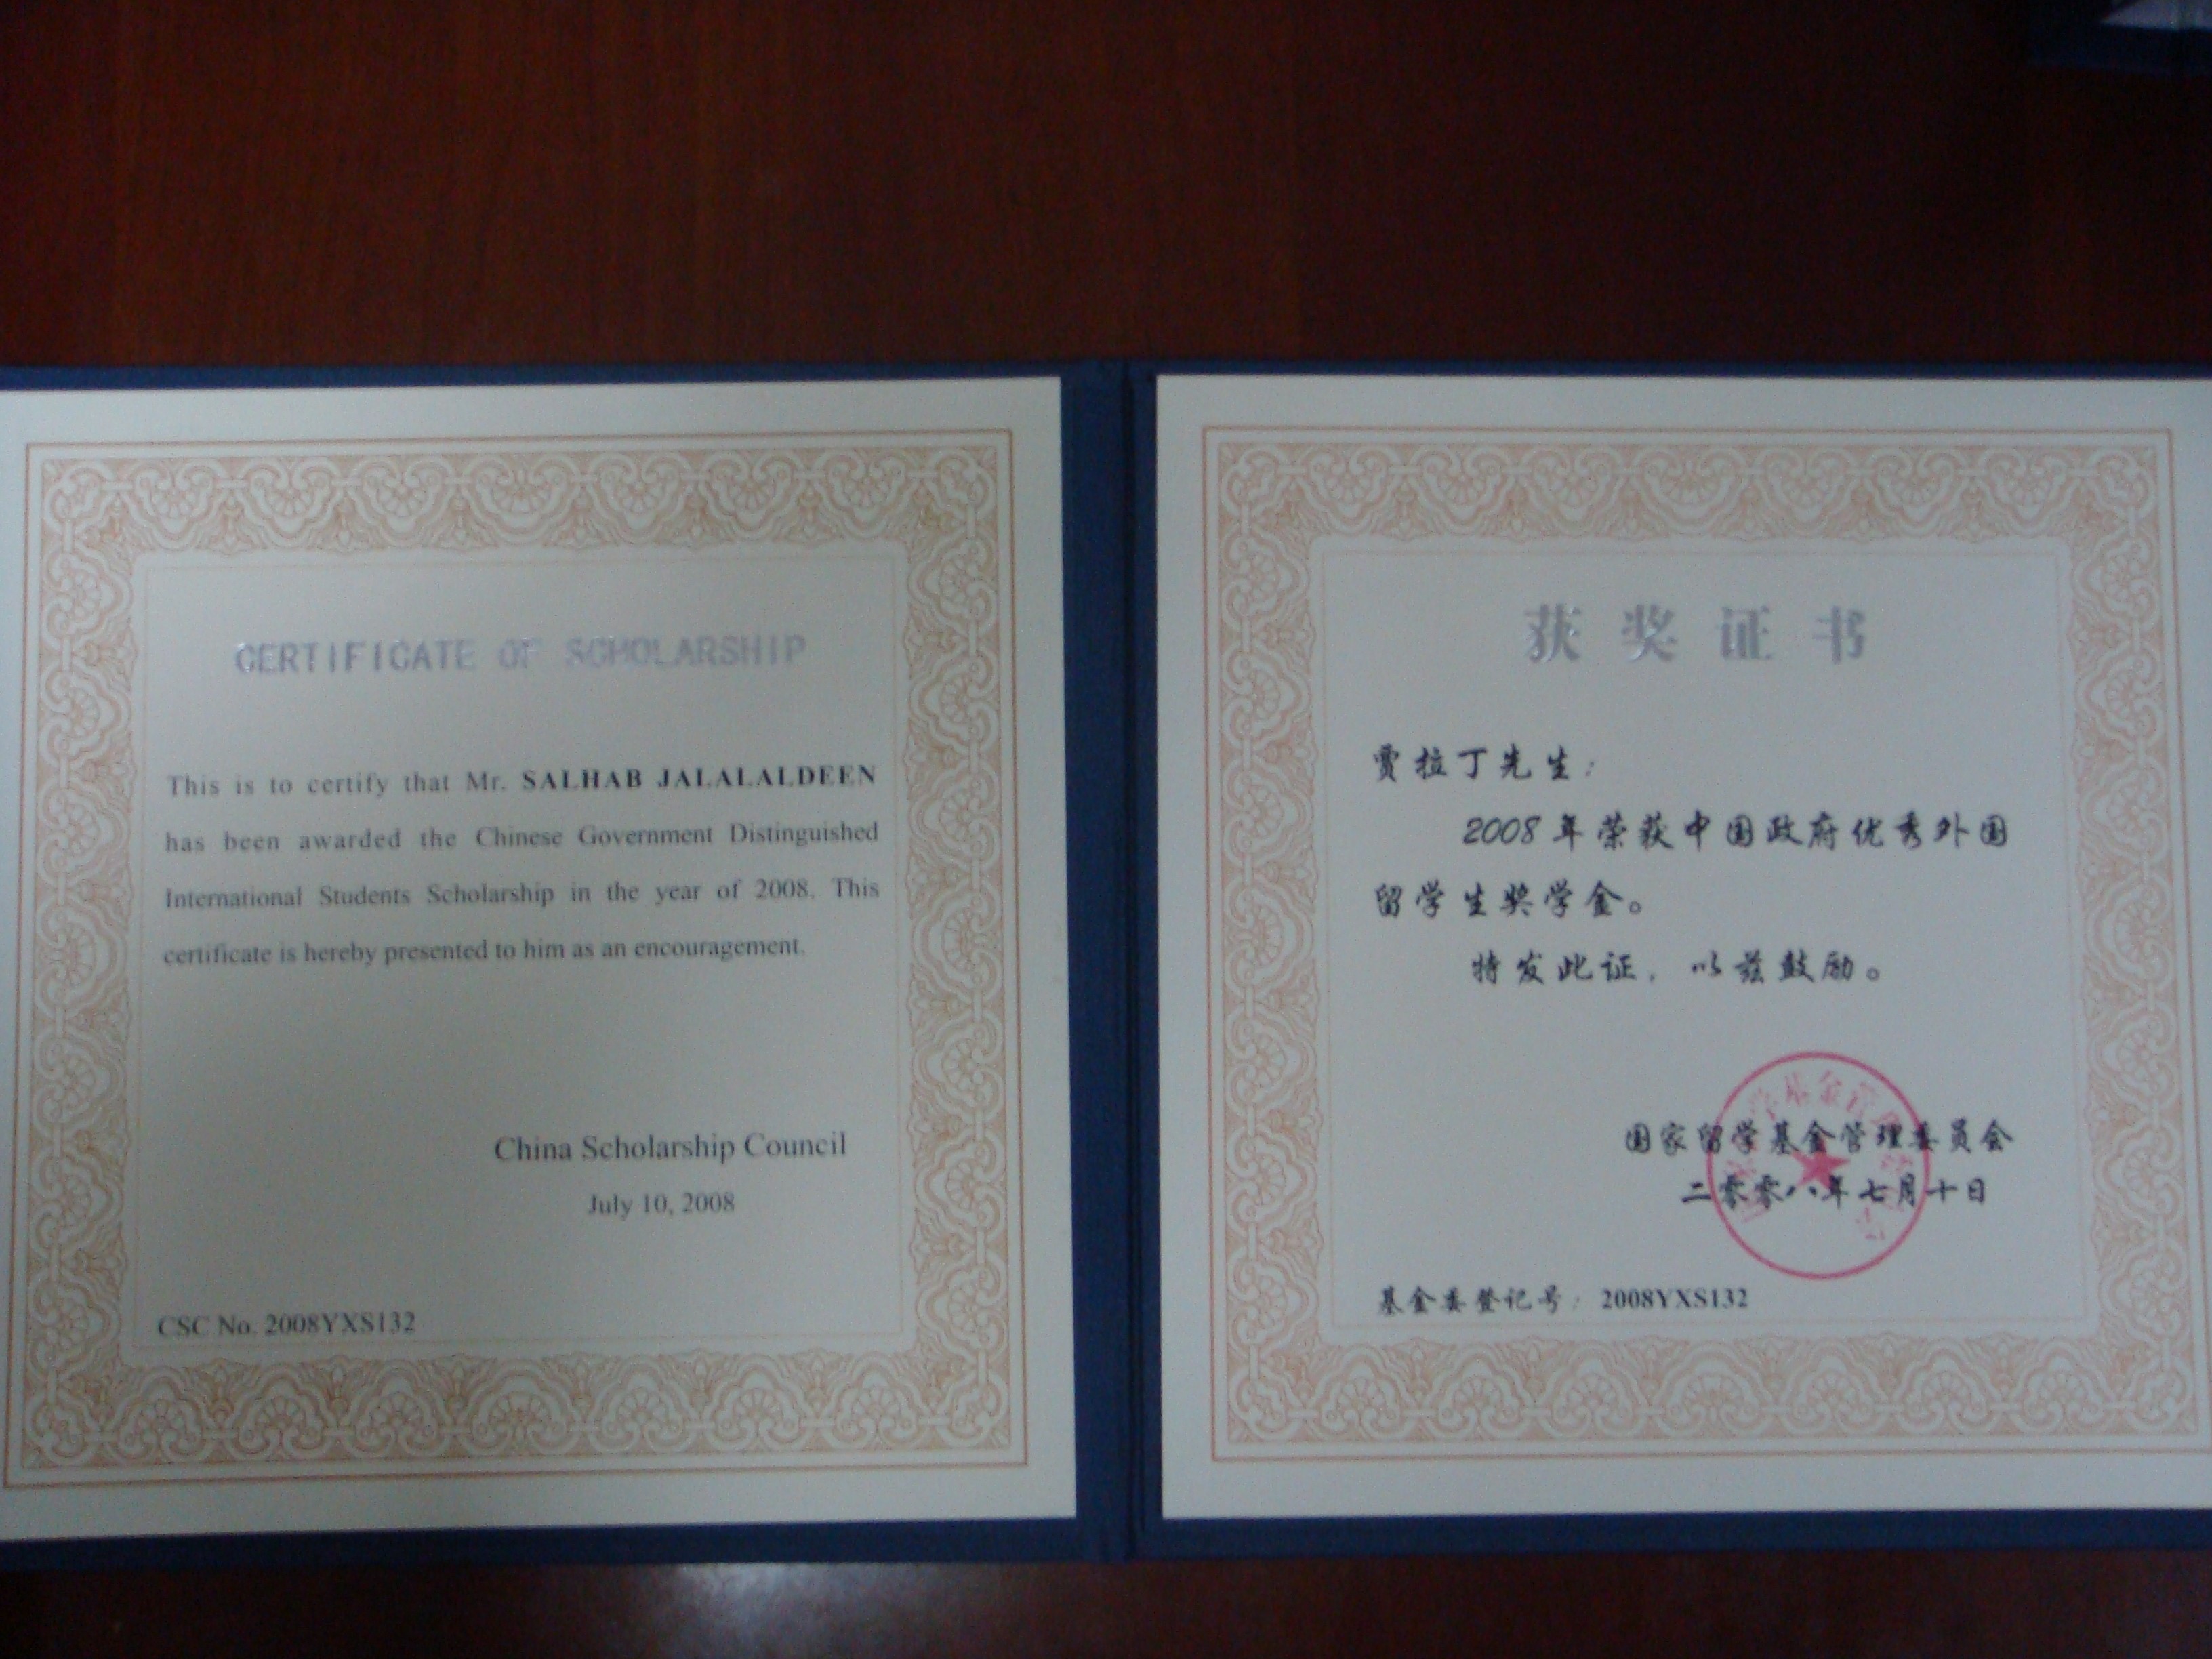 CERTIFICATE OF SCHOLARSHIP
This is to certify that Mr. SALHAB JALALALDEEN
has been awarded the Chinese Government Distinguished
International Students Scholarship in the year of 2008. This
certificate is hereby presented to him as an encouragement.
China Scholarship Council
July 10, 2008
CSC No. 2008YXS132
获奖证书
贾拉丁先生:
2008年荣获中国政府优秀外国
留学生奖学金。
特发此证，以兹鼓励。
国家留学基金管理委员会
二零零八年七月十日
基金委登记号: 2008YXS132